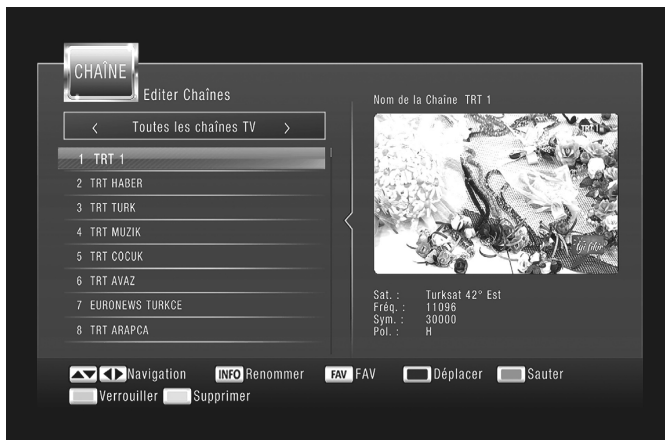 CHAÎNE
Editer Chaînes
< Toutes les chaînes TV >
1 TRT 1
2 TRT HABER
3 TRT TURK
4 TRT MUZIK
5 TRT COCUK
6 TRT AVAZ
7 EURONEWS TURKCE
8 TRT ARAPCA
Nom de la Chaine TRT 1
Sat. : Turksat 42° Est
Fréq. : 11096
Sym. : 30000
Pol. : H
Navigation INFO Renommer FAV FAV Déplacer Sauter
Verrouiller Supprimer